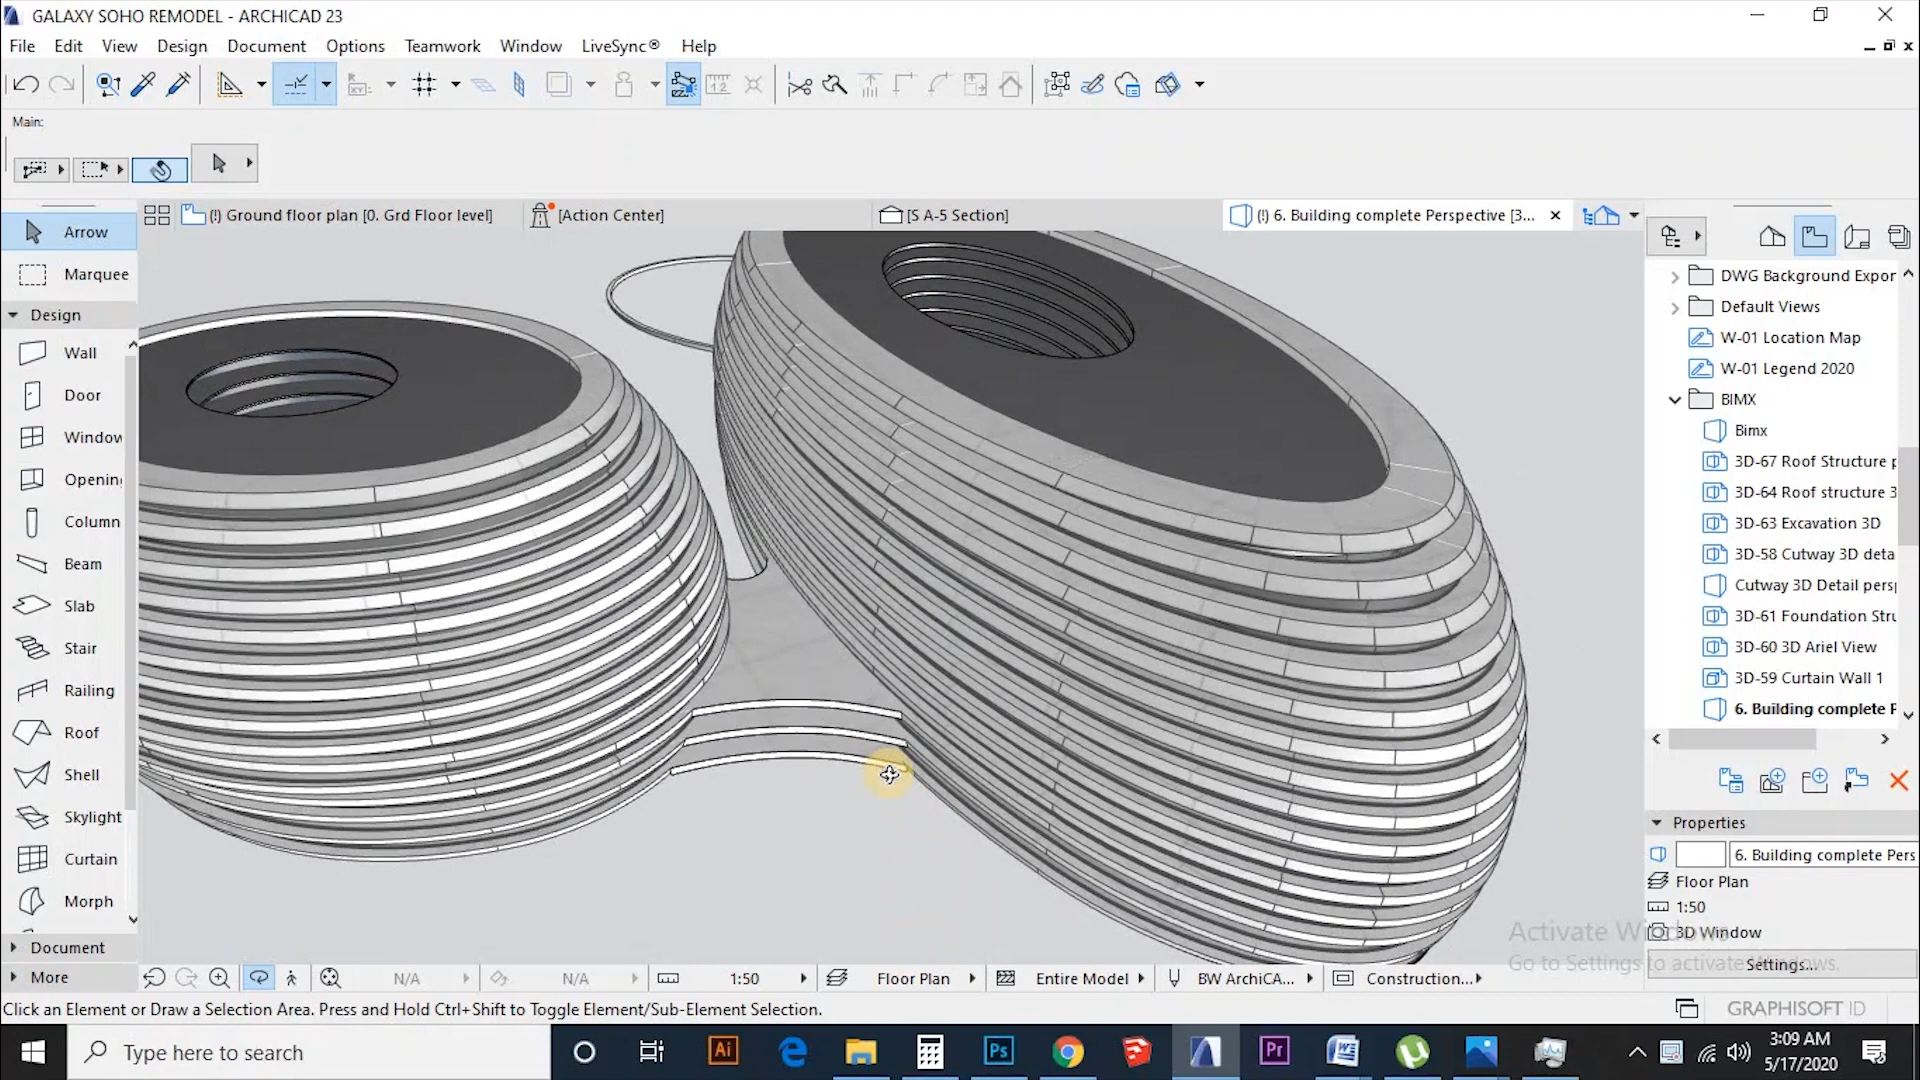 GALAXY SOHO REMODEL - ARCHICAD 23
File Edit View Design Document Options Teamwork Window LiveSync® Help
Main:
(!) Ground floor plan [0. Grd Floor level]
[Action Center]
[S A-5 Section]
(!) 6. Building complete Perspective [3...
Arrow
Marquee
Design
Wall
Door
Window
Opening
Column
Beam
Slab
Stair
Railing
Roof
Shell
Skylight
Curtain
Morph
Document
More
DWG Background Expor
Default Views
W-01 Location Map
W-01 Legend 2020
BIMX
Bimx
3D-67 Roof Structure p
3D-64 Roof structure 3
3D-63 Excavation 3D
3D-58 Cutway 3D deta
Cutway 3D Detail persp
3D-61 Foundation Stru
3D-60 3D Ariel View
3D-59 Curtain Wall 1
6. Building complete P
Properties
6. Building complete Pers
Floor Plan
1:50
3D Window
Settings...
Activate Windows
Go to Settings to activate Windows.
N/A
N/A
1:50
Floor Plan
Entire Model
BW ArchiCA...
Construction...
Click an Element or Draw a Selection Area. Press and Hold Ctrl+Shift to Toggle Element/Sub-Element Selection.
GRAPHISOFT ID
Type here to search
Ai
Ps
Pr
3:09 AM
5/17/2020